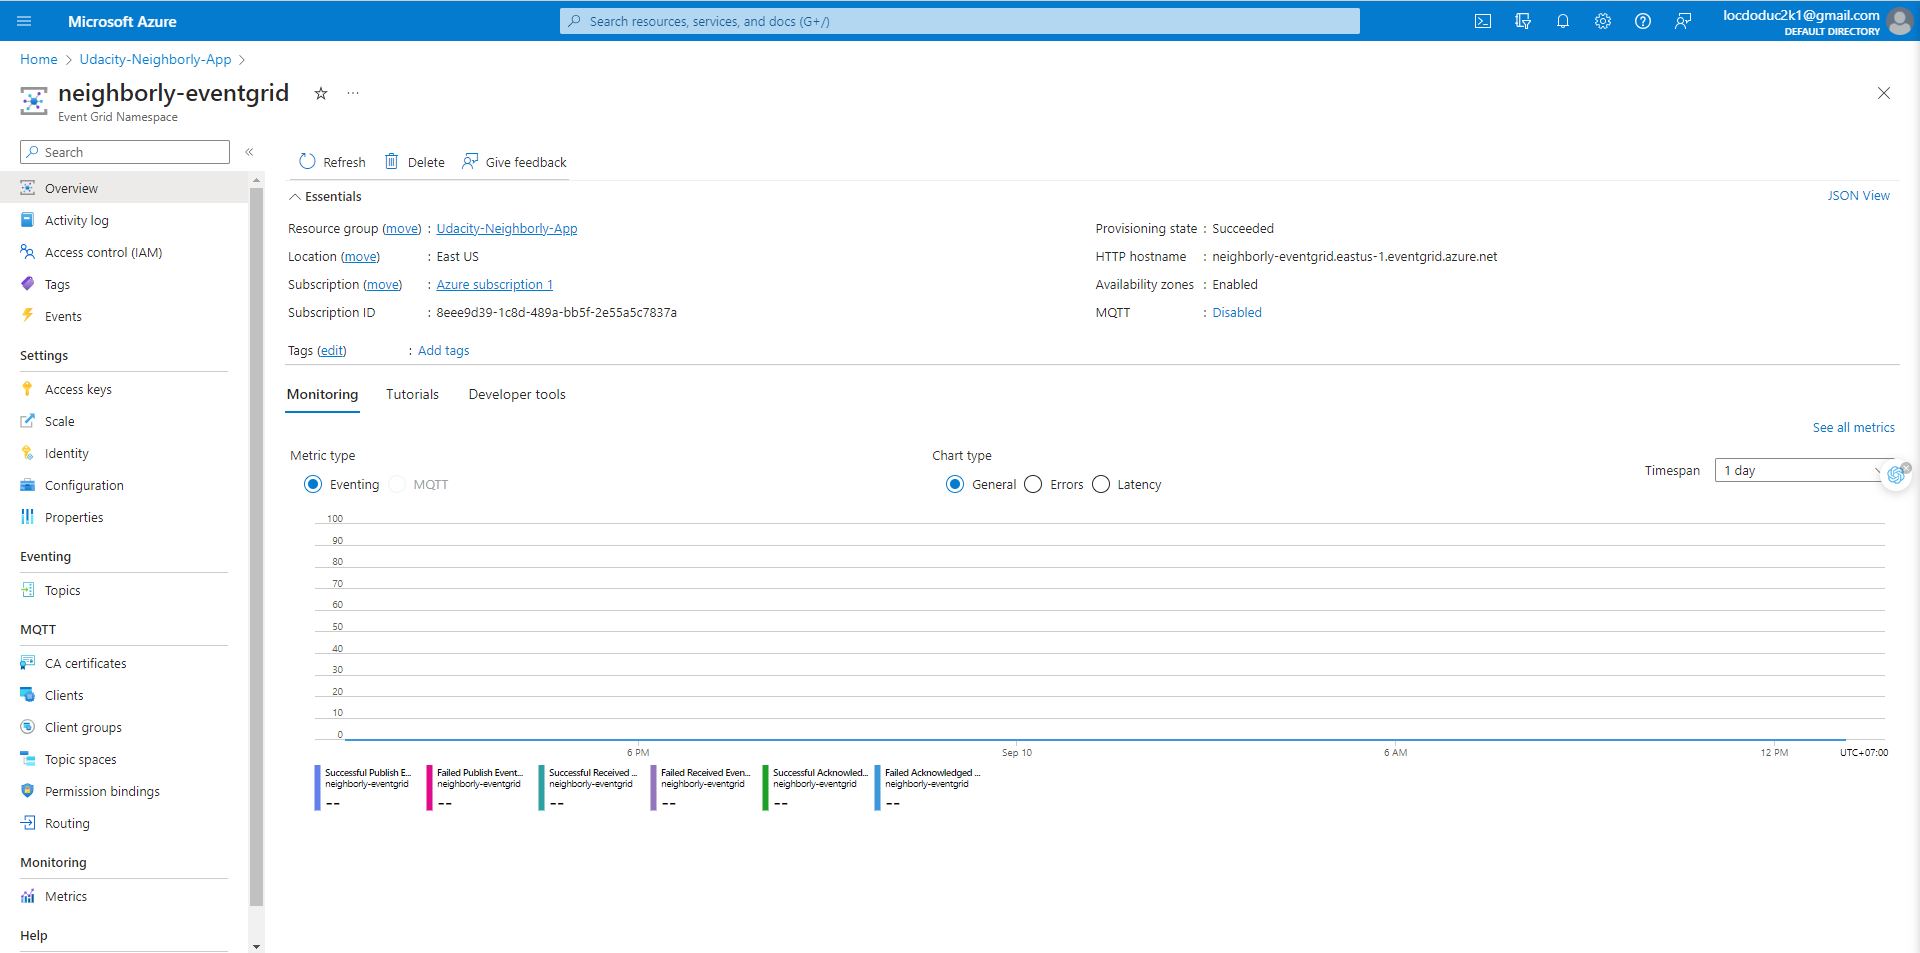 Microsoft Azure
Search resources, services, and docs (G+/)
locdoduc2k1@gmail.com
DEFAULT DIRECTORY
Home > Udacity-Neighborly-App >
neighborly-eventgrid
Event Grid Namespace
Search
Overview
Activity log
Access control (IAM)
Tags
Events
Settings
Access keys
Scale
Identity
Configuration
Properties
Eventing
Topics
MQTT
CA certificates
Clients
Client groups
Topic spaces
Permission bindings
Routing
Monitoring
Metrics
Help
Refresh Delete Give feedback
Essentials
JSON View
Resource group (move) : Udacity-Neighborly-App
Location (move) : East US
Subscription (move) : Azure subscription 1
Subscription ID : 8eee9d39-1c8d-489a-bb5f-2e55a5c7837a
Provisioning state : Succeeded
HTTP hostname : neighborly-eventgrid.eastus-1.eventgrid.azure.net
Availability zones : Enabled
MQTT : Disabled
Tags (edit) : Add tags
Monitoring Tutorials Developer tools
See all metrics
Metric type
Eventing MQTT
Chart type
General Errors Latency
Timespan 1 day
100
90
80
70
60
50
40
30
20
10
0
6 PM Sep 10 6 AM 12 PM UTC+07:00
Successful Publish E...
neighborly-eventgrid
--
Failed Publish Event...
neighborly-eventgrid
--
Successful Received ...
neighborly-eventgrid
--
Failed Received Even...
neighborly-eventgrid
--
Successful Acknowled...
neighborly-eventgrid
--
Failed Acknowledged ...
neighborly-eventgrid
--